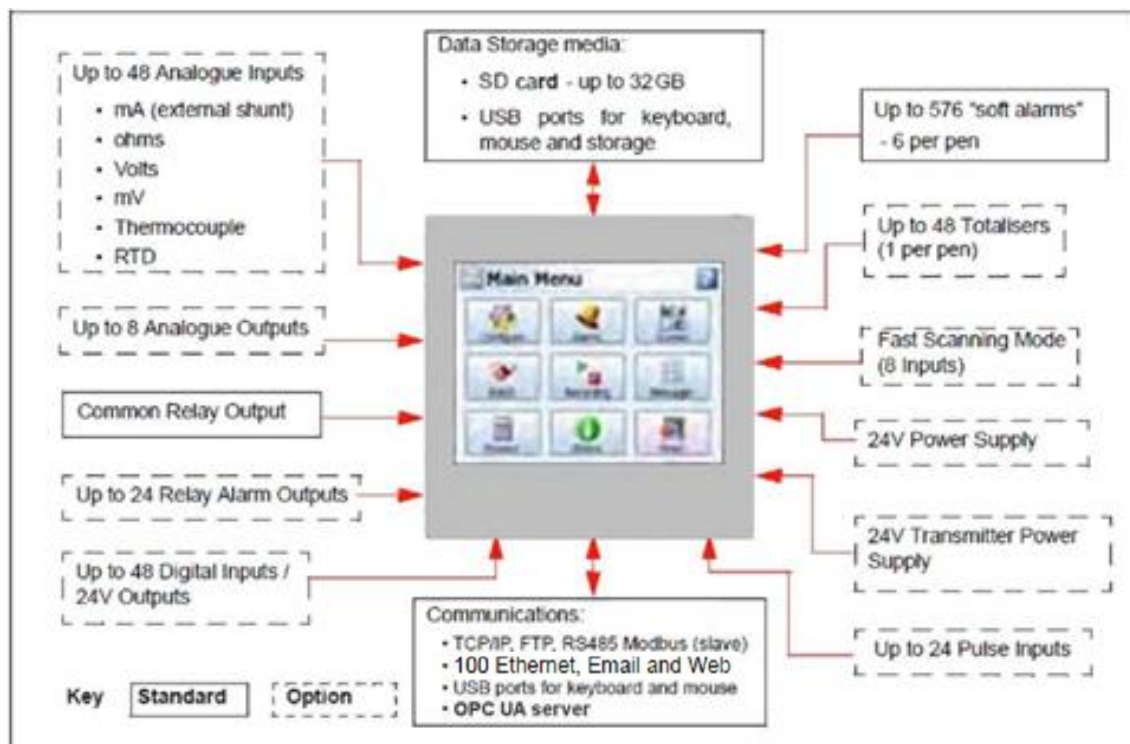 Up to 48 Analogue Inputs
• mA (external shunt)
• ohms
• Volts
• mV
• Thermocouple
• RTD
Up to 8 Analogue Outputs
Common Relay Output
Up to 24 Relay Alarm Outputs
Up to 48 Digital Inputs /
24V Outputs
Data Storage media:
• SD card - up to 32GB
• USB ports for keyboard,
mouse and storage
Main Menu
Up to 576 "soft alarms"
- 6 per pen
Up to 48 Totalisers
(1 per pen)
Fast Scanning Mode
(8 Inputs)
24V Power Supply
24V Transmitter Power
Supply
Up to 24 Pulse Inputs
Communications:
• TCP/IP, FTP, RS485 Modbus (slave)
• 100 Ethernet, Email and Web
• USB ports for keyboard and mouse
• OPC UA server
Key
Standard
Option